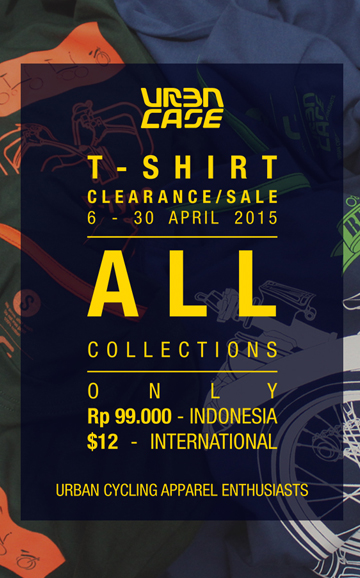 URBN
CASE
T-SHIRT
CLEARANCE/SALE
6 - 30 APRIL 2015
ALL
COLLECTIONS
ONLY
Rp 99.000 - INDONESIA
$12 - INTERNATIONAL
URBAN CYCLING APPAREL ENTHUSIASTS